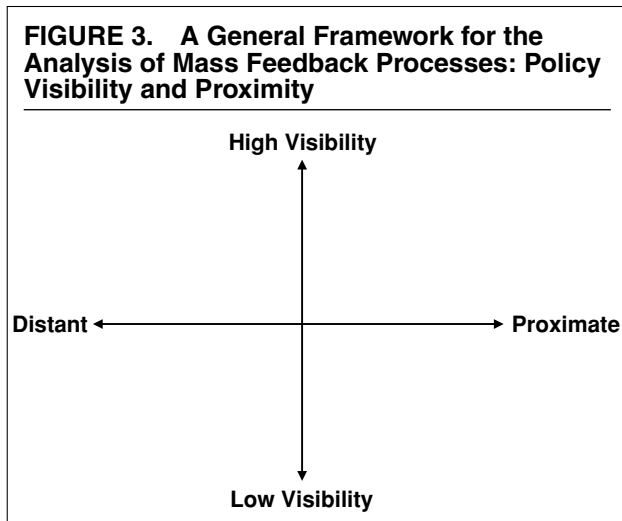 FIGURE 3. A General Framework for the
Analysis of Mass Feedback Processes: Policy
Visibility and Proximity
High Visibility
Distant
Proximate
Low Visibility